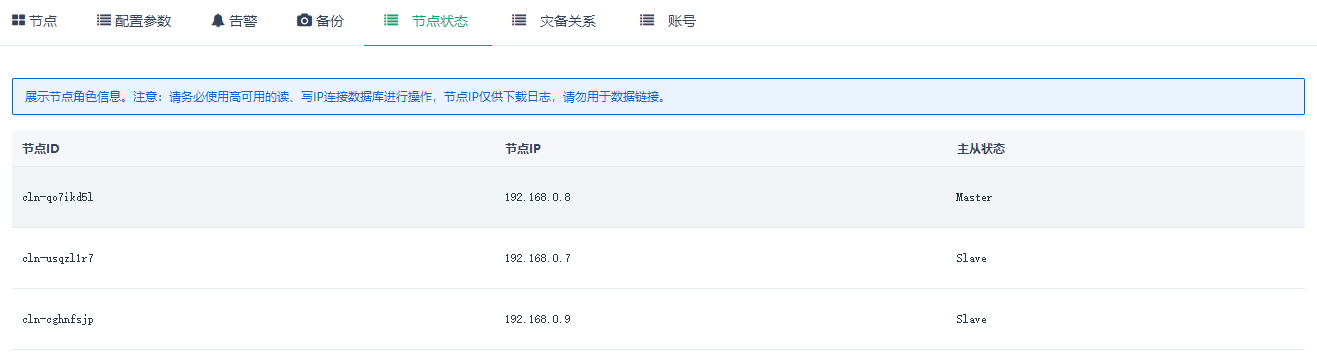 节点 配置参数 告警 备份 节点状态 灾备关系 账号
展示节点角色信息。注意：请务必使用高可用的读、写IP连接数据库进行操作，节点IP仅供下载日志，请勿用于数据链接。
节点ID 节点IP 主从状态
cln-qo7ikd5l 192.168.0.8 Master
cln-usqzl1r7 192.168.0.7 Slave
cln-cghnfsjp 192.168.0.9 Slave